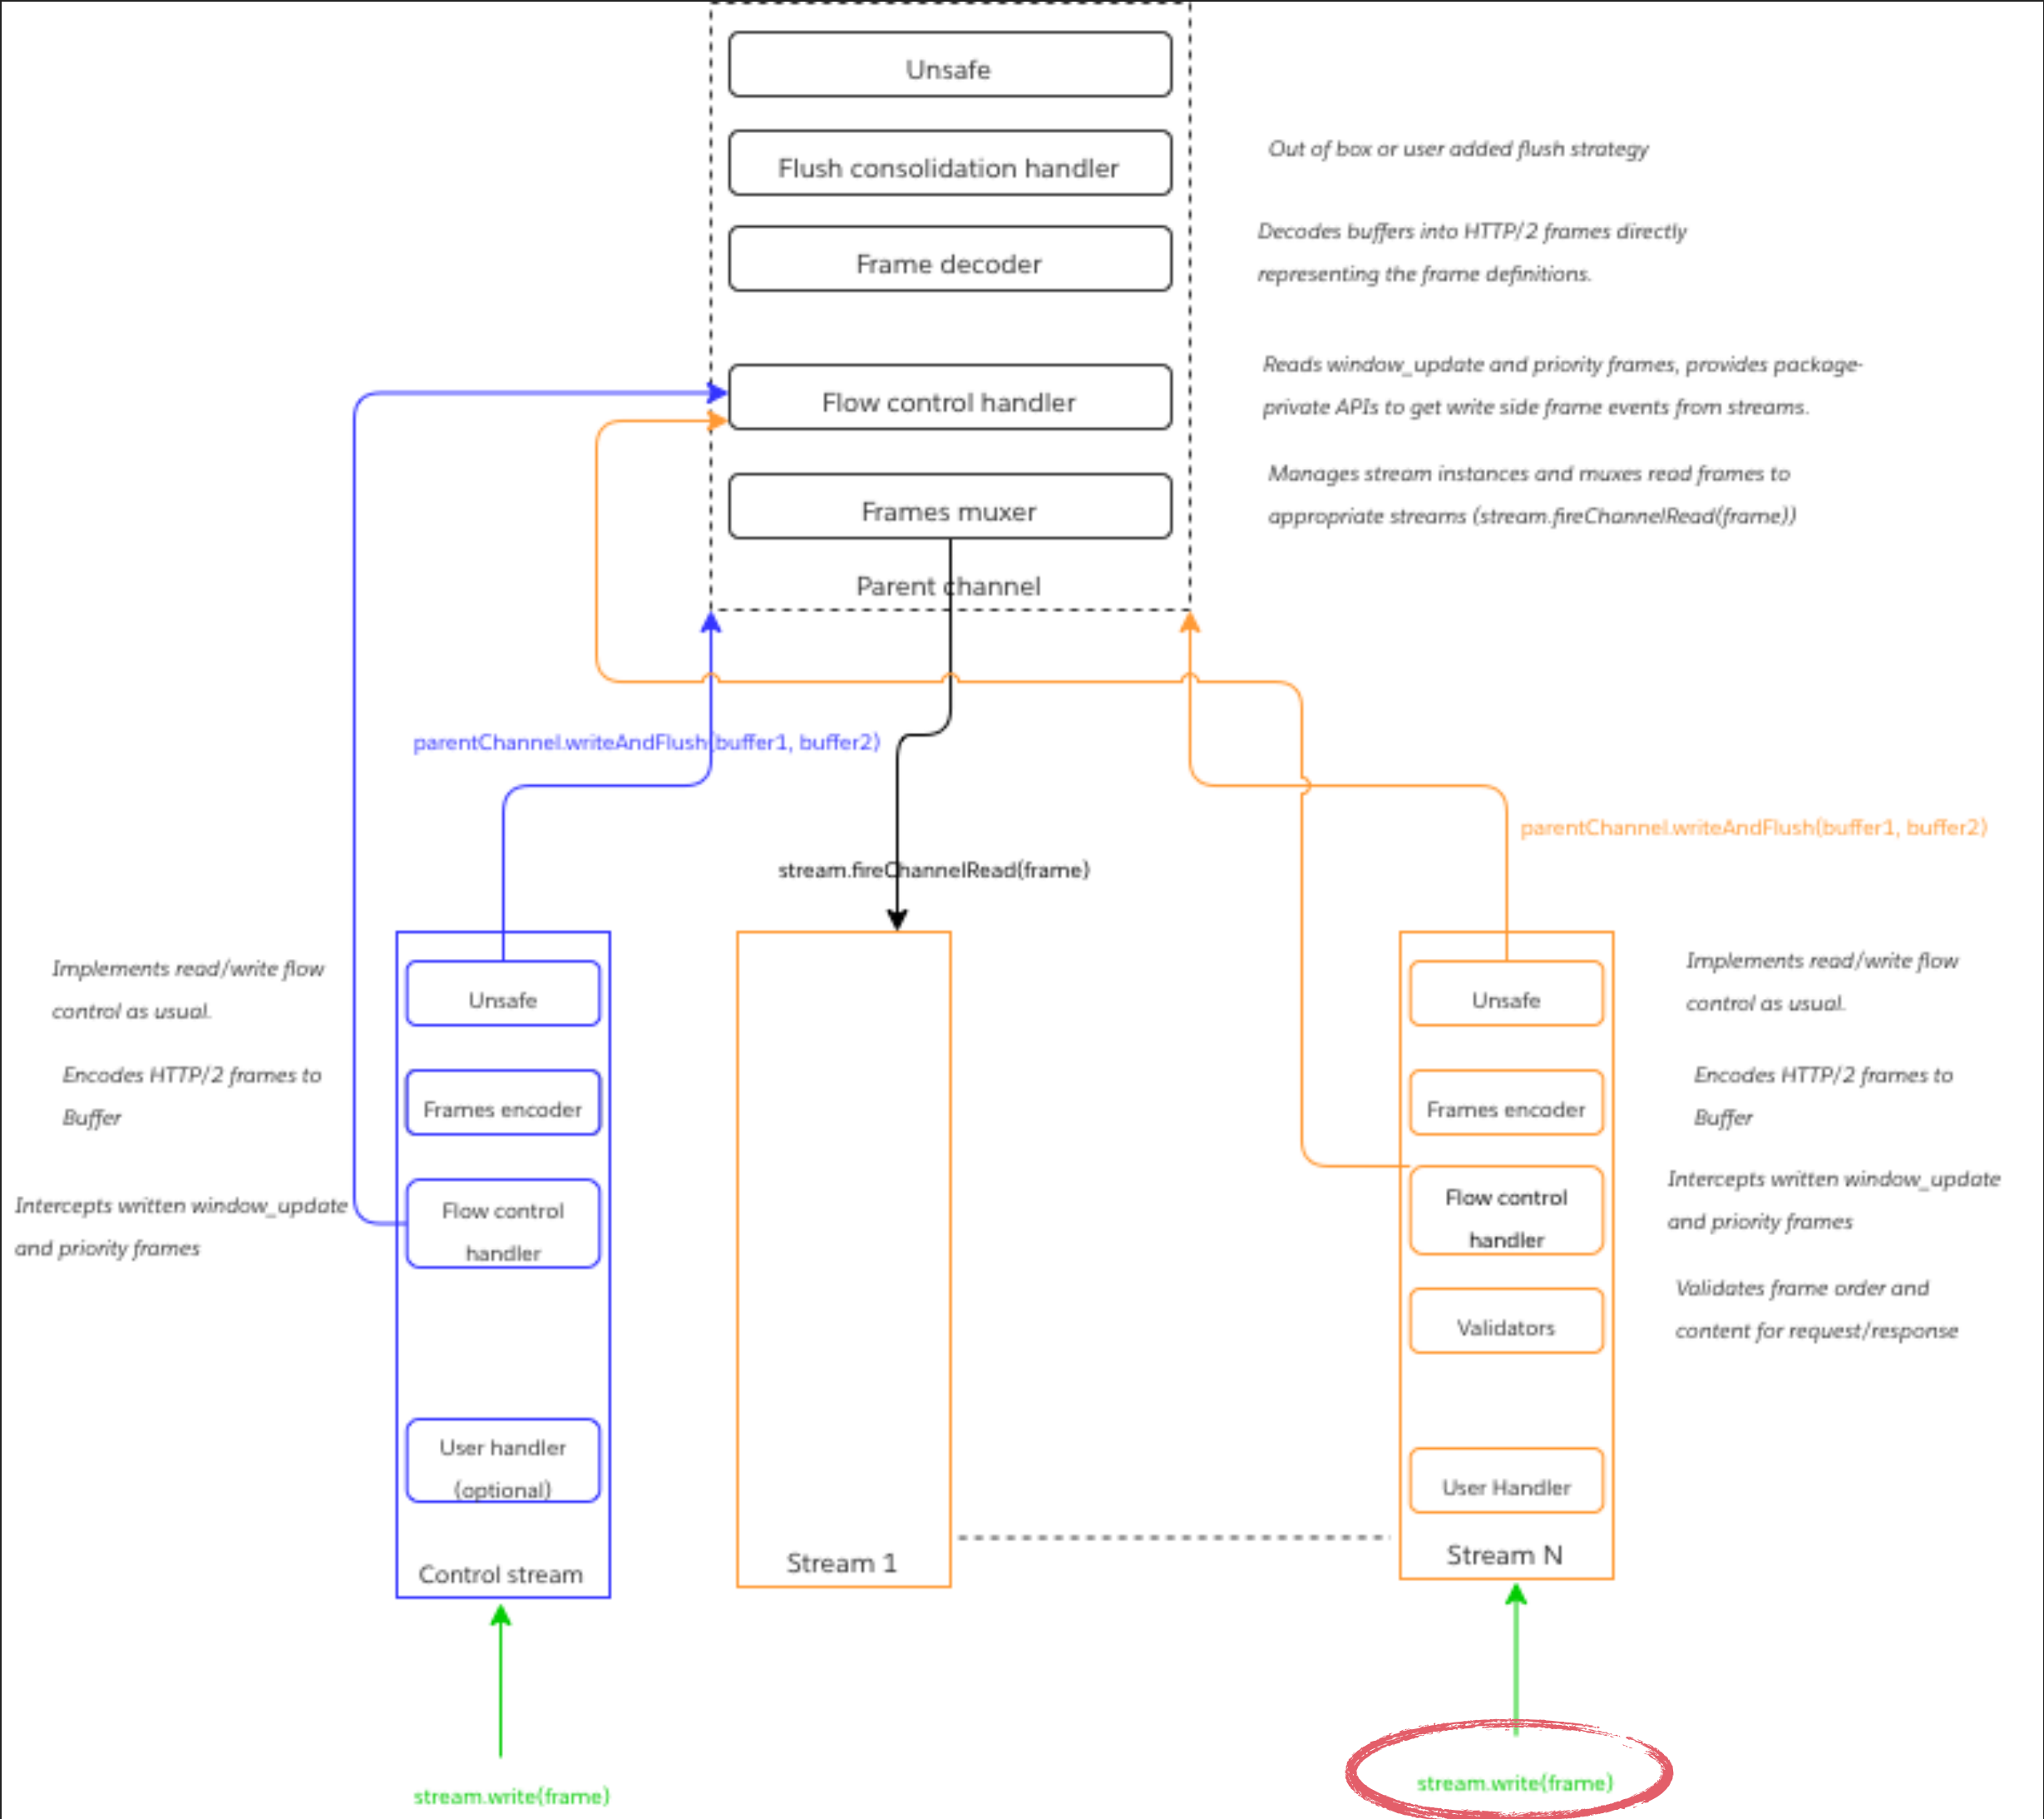 Unsafe
Flush consolidation handler
Out of box or user added flush strategy
Frame decoder
Decodes buffers into HTTP/2 frames directly
representing the frame definitions.
Flow control handler
Reads window_update and priority frames, provides package-
private APIs to get write side frame events from streams.
Frames muxer
Manages stream instances and muxes read frames to
appropriate streams (stream.fireChannelRead(frame))
Parent channel
parentChannel.writeAndFlush(buffer1, buffer2)
parentChannel.writeAndFlush(buffer1, buffer2)
stream.fireChannelRead(frame)
Implements read/write flow
control as usual.
Encodes HTTP/2 frames to
Buffer
Intercepts written window_update
and priority frames
Unsafe
Frames encoder
Flow control
handler
User handler
(optional)
Control stream
stream.write(frame)
Stream 1
Unsafe
Frames encoder
Flow control
handler
Validators
User Handler
Stream N
stream.write(frame)
Implements read/write flow
control as usual.
Encodes HTTP/2 frames to
Buffer
Intercepts written window_update
and priority frames
Validates frame order and
content for request/response